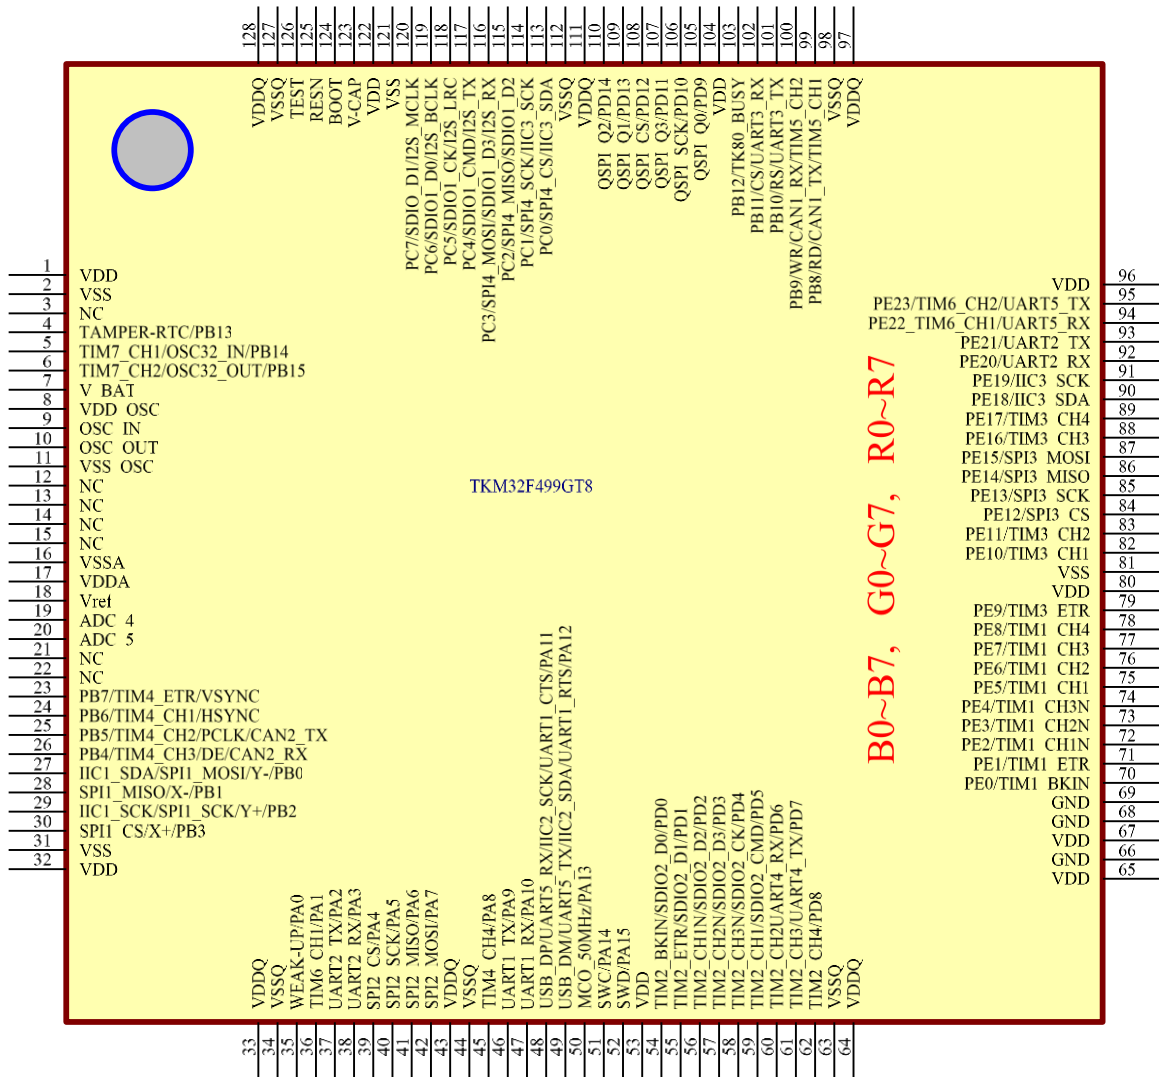 128 VDDQ
127 VSSQ
126 TEST
125 RESN
124 BOOT
123 V-CAP
122 VDD
121 VSS
120 PC7/SDIO_D1/I2S_MCLK
119 PC6/SDIO1_D0/I2S_BCLK
118 PC5/SDIO1_CK/I2S_LRC
117 PC4/SDIO1_CMD/I2S_TX
116 PC3/SPI4_MOSI/SDIO1_D3/I2S_RX
115 PC2/SPI4_MISO/SDIO1_D2
114 PC1/SPI4_SCK/IIC3_SCK
113 PC0/SPI4_CS/IIC3_SDA
112 VSSQ
111 VDDQ
110 QSPI_Q2/PD14
109 QSPI_Q1/PD13
108 QSPI_CS/PD12
107 QSPI_Q3/PD11
106 QSPI_SCK/PD10
105 QSPI_Q0/PD9
104 VDD
103 PB12/TK80_BUSY
102 PB11/CS/UART3_RX
101 PB10/RS/UART3_TX
100 PB9/WR/CAN1_RX/TIM5_CH2
99 PB8/RD/CAN1_TX/TIM5_CH1
98 VSSQ
97 VDDQ
1 VDD
2 VSS
3 NC
4 TAMPER-RTC/PB13
5 TIM7_CH1/OSC32_IN/PB14
6 TIM7_CH2/OSC32_OUT/PB15
7 V_BAT
8 VDD_OSC
9 OSC_IN
10 OSC_OUT
11 VSS_OSC
12 NC
13 NC
14 NC
15 NC
16 VSSA
17 VDDA
18 Vref
19 ADC_4
20 ADC_5
21 NC
22 NC
23 PB7/TIM4_ETR/VSYNC
24 PB6/TIM4_CH1/HSYNC
25 PB5/TIM4_CH2/PCLK/CAN2_TX
26 PB4/TIM4_CH3/DE/CAN2_RX
27 IIC1_SDA/SPI1_MOSI/Y-/PB0
28 SPI1_MISO/X-/PB1
29 IIC1_SCK/SPI1_SCK/Y+/PB2
30 SPI1_CS/X+/PB3
31 VSS
32 VDD
TKM32F499GT8
B0~B7, G0~G7, R0~R7
VDD 96
PE23/TIM6_CH2/UART5_TX 95
PE22_TIM6_CH1/UART5_RX 94
PE21/UART2_TX 93
PE20/UART2_RX 92
PE19/IIC3_SCK 91
PE18/IIC3_SDA 90
PE17/TIM3_CH4 89
PE16/TIM3_CH3 88
PE15/SPI3_MOSI 87
PE14/SPI3_MISO 86
PE13/SPI3_SCK 85
PE12/SPI3_CS 84
PE11/TIM3_CH2 83
PE10/TIM3_CH1 82
VSS 81
VDD 80
PE9/TIM3_ETR 79
PE8/TIM1_CH4 78
PE7/TIM1_CH3 77
PE6/TIM1_CH2 76
PE5/TIM1_CH1 75
PE4/TIM1_CH3N 74
PE3/TIM1_CH2N 73
PE2/TIM1_CH1N 72
PE1/TIM1_ETR 71
PE0/TIM1_BKIN 70
GND 69
GND 68
VDD 67
GND 66
VDD 65
33 VDDQ
34 VSSQ
35 WEAK-UP/PA0
36 TIM6_CH1/PA1
37 UART2_TX/PA2
38 UART2_RX/PA3
39 SPI2_CS/PA4
40 SPI2_SCK/PA5
41 SPI2_MISO/PA6
42 SPI2_MOSI/PA7
43 VDDQ
44 VSSQ
45 TIM4_CH4/PA8
46 UART1_TX/PA9
47 UART1_RX/PA10
48 USB_DP/UART5_RX/IIC2_SCK/UART1_CTS/PA11
49 USB_DM/UART5_TX/IIC2_SDA/UART1_RTS/PA12
50 MCO_50MHz/PA13
51 SWC/PA14
52 SWD/PA15
53 VDD
54 TIM2_BKIN/SDIO2_D0/PD0
55 TIM2_ETR/SDIO2_D1/PD1
56 TIM2_CH1N/SDIO2_D2/PD2
57 TIM2_CH2N/SDIO2_D3/PD3
58 TIM2_CH3N/SDIO2_CK/PD4
59 TIM2_CH1/SDIO2_CMD/PD5
60 TIM2_CH2UART4_RX/PD6
61 TIM2_CH3/UART4_TX/PD7
62 TIM2_CH4/PD8
63 VSSQ
64 VDDQ